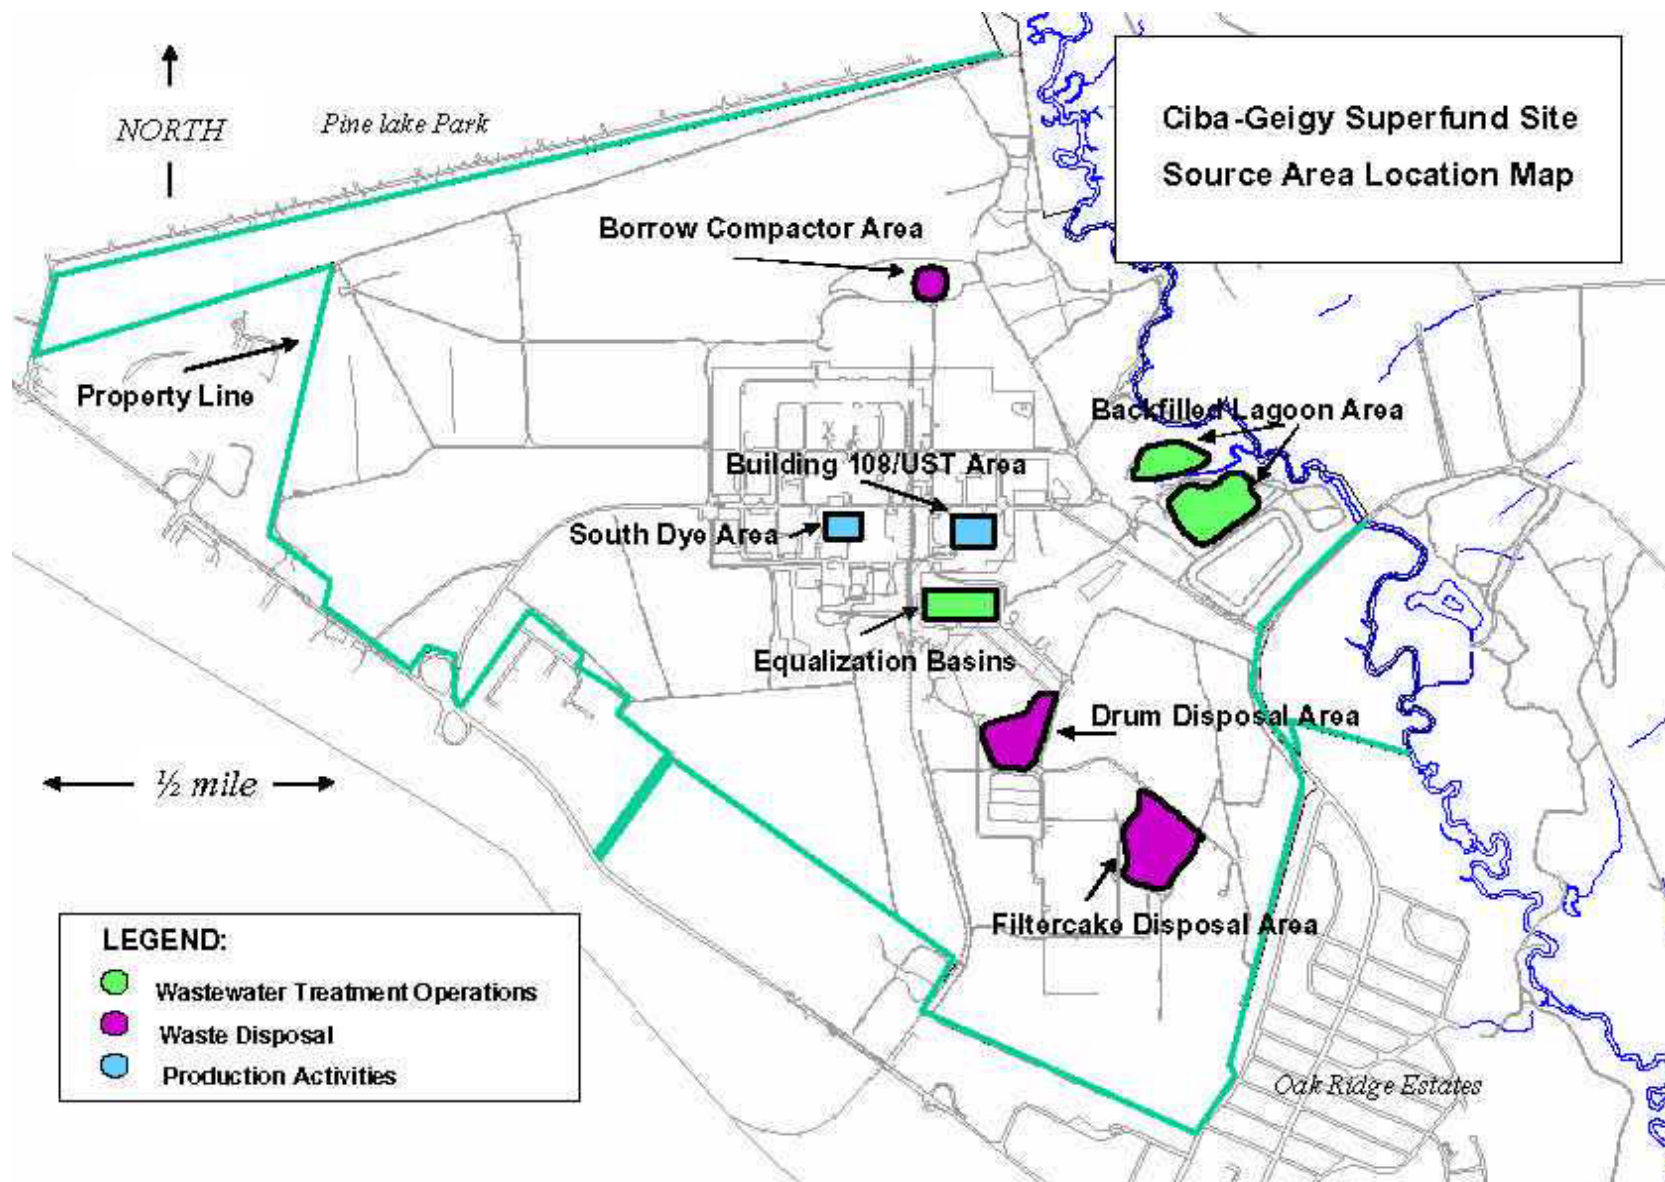 Ciba-Geigy Superfund Site
Source Area Location Map
NORTH
Pine lake Park
Borrow Compactor Area
Property Line
Backfilled Lagoon Area
Building 108/UST Area
South Dye Area
Equalization Basins
Drum Disposal Area
½ mile
Filtercake Disposal Area
LEGEND:
Wastewater Treatment Operations
Waste Disposal
Production Activities
Oak Ridge Estates